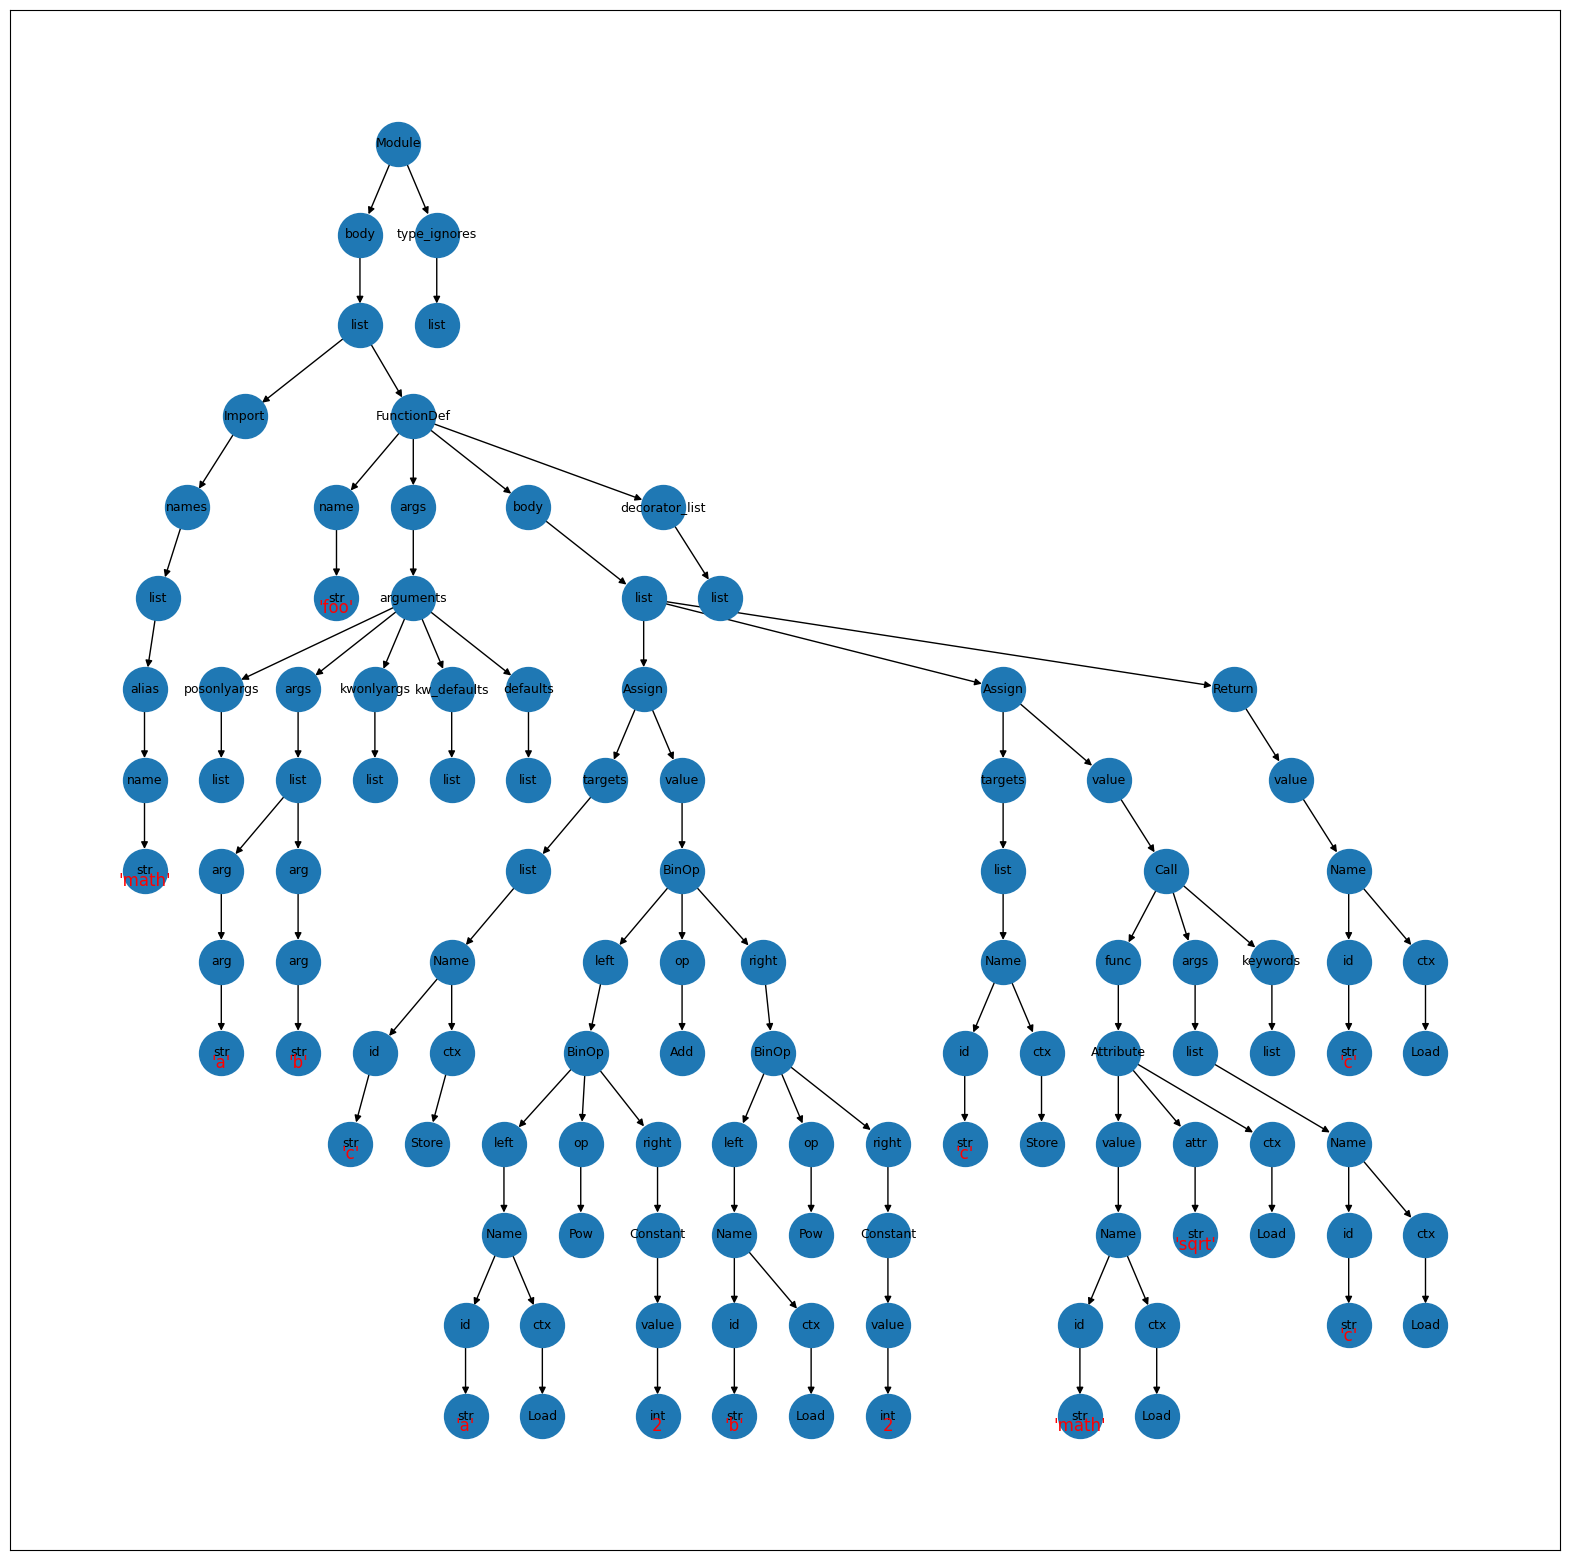 Module
body type_ignores
list list
Import FunctionDef
names name args body decorator_list
list str arguments list list
'foo'
alias posonlyargs args kwonlyargs kw_defaults defaults Assign Assign Return
name list list list list list targets value targets value value
str arg arg list BinOp list Call Name
'math'
arg arg Name left op right Name func args keywords id ctx
str str id ctx BinOp Add BinOp id ctx Attribute list list str Load
'a' 'b' 'c'
str Store left op right left op right str Store value attr ctx Name
'c' 'c'
Name Pow Constant Name Pow Constant Name str Load id ctx
'sqrt'
id ctx value id ctx value id ctx str Load
'c'
str Load int str Load int str Load
'a' 2 'b' 2 'math'